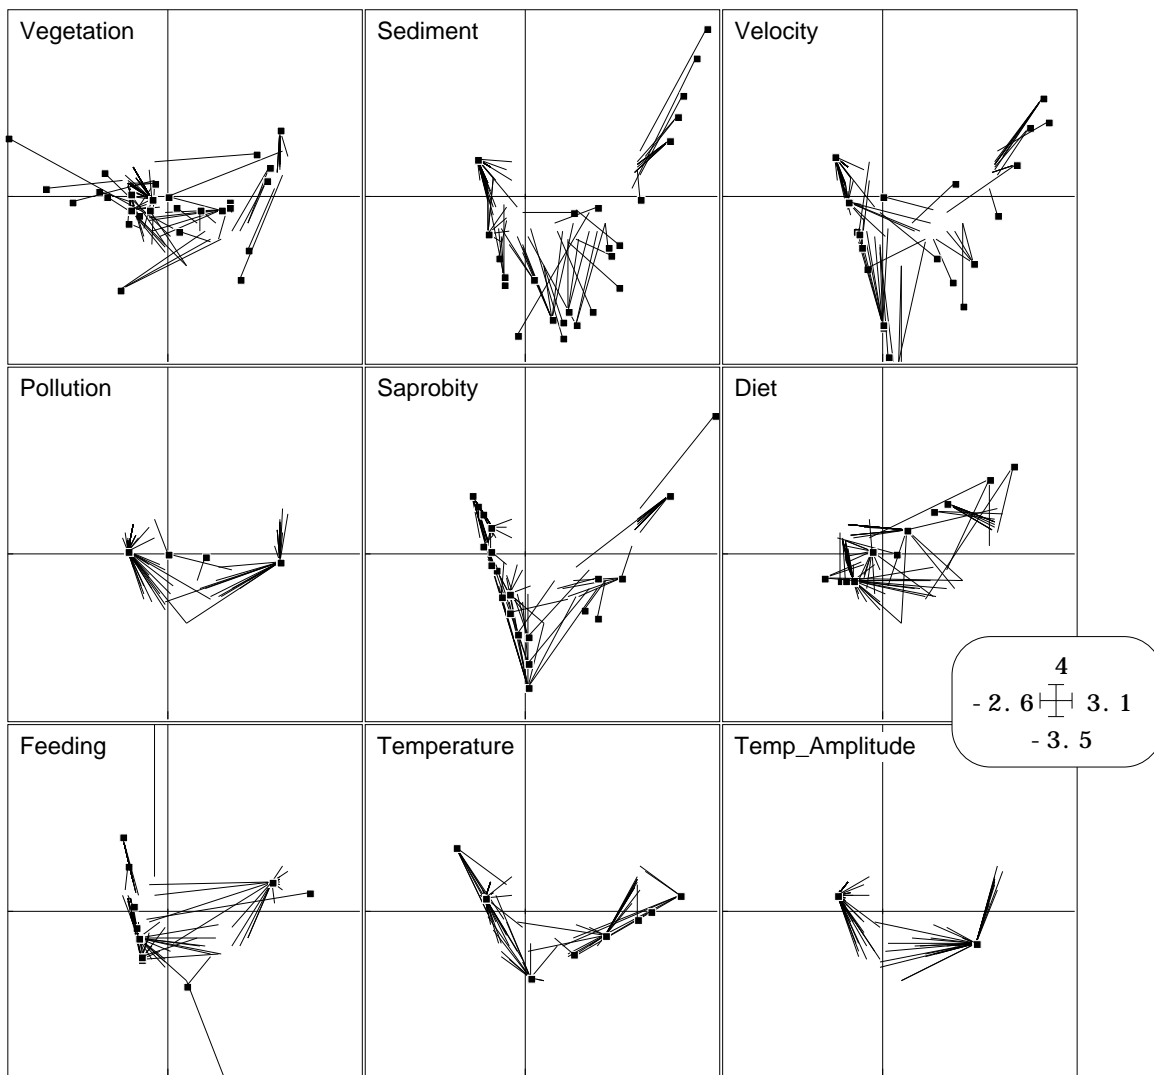 Vegetation
Sediment
Velocity
Pollution
Saprobity
Diet
4
-2.6 3.1
-3.5
Feeding
Temperature
Temp_Amplitude